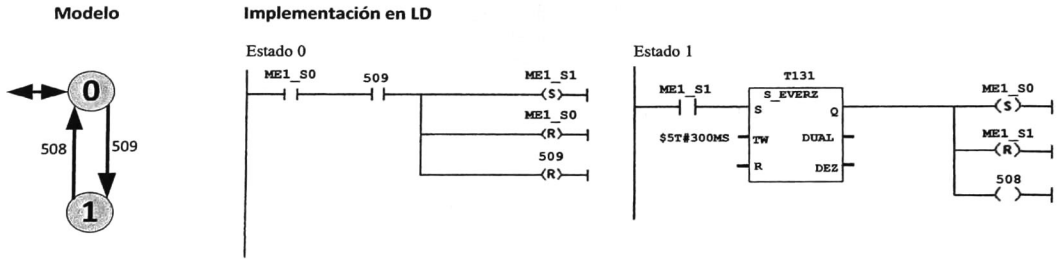 Modelo
Implementación en LD
0
508
509
1
Estado 0
ME1_S0
509
ME1_S1
(S)
ME1_S0
(R)
509
(R)
Estado 1
T131
ME1_S1
S_EVERZ
S
Q
$5T#300MS
TW
DUAL
R
DEZ
ME1_S0
(S)
ME1_S1
(R)
508
( )